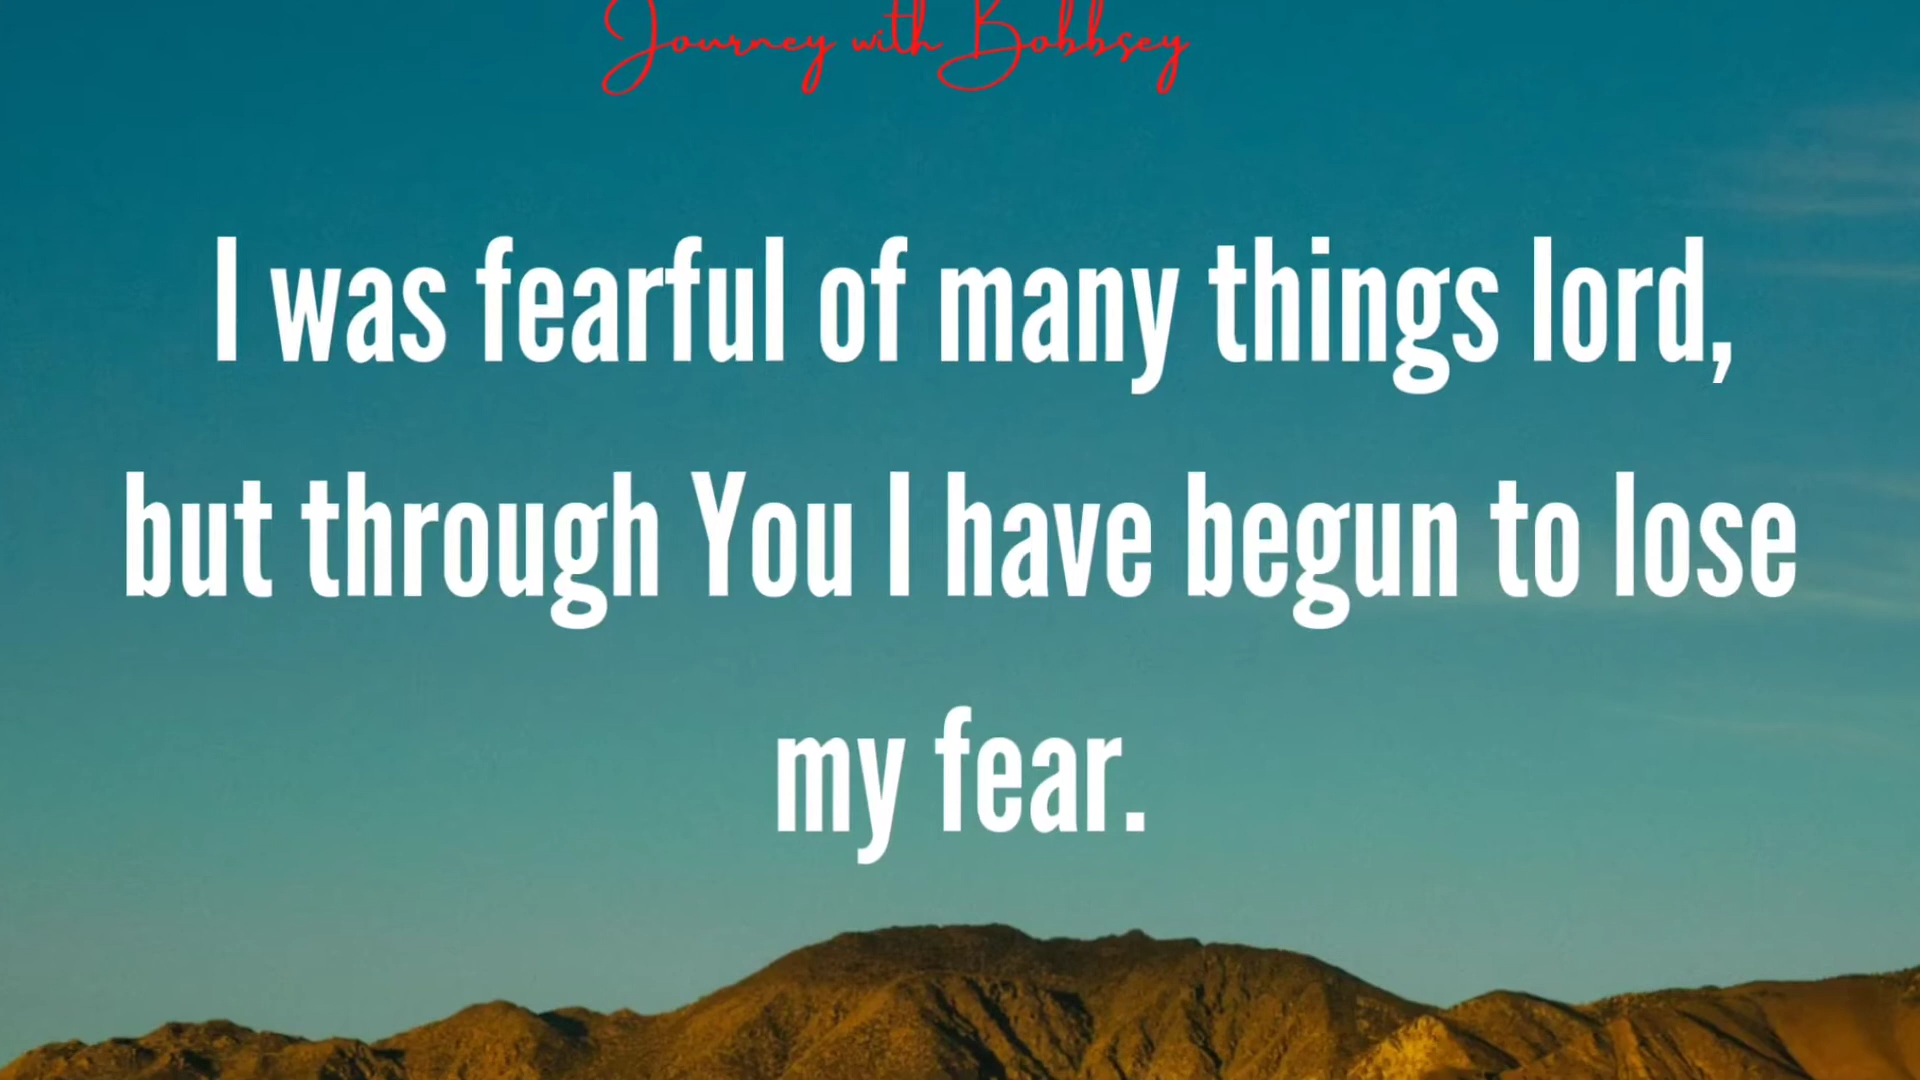 Journey with Bobbsey
I was fearful of many things lord,
but through You I have begun to lose
my fear.